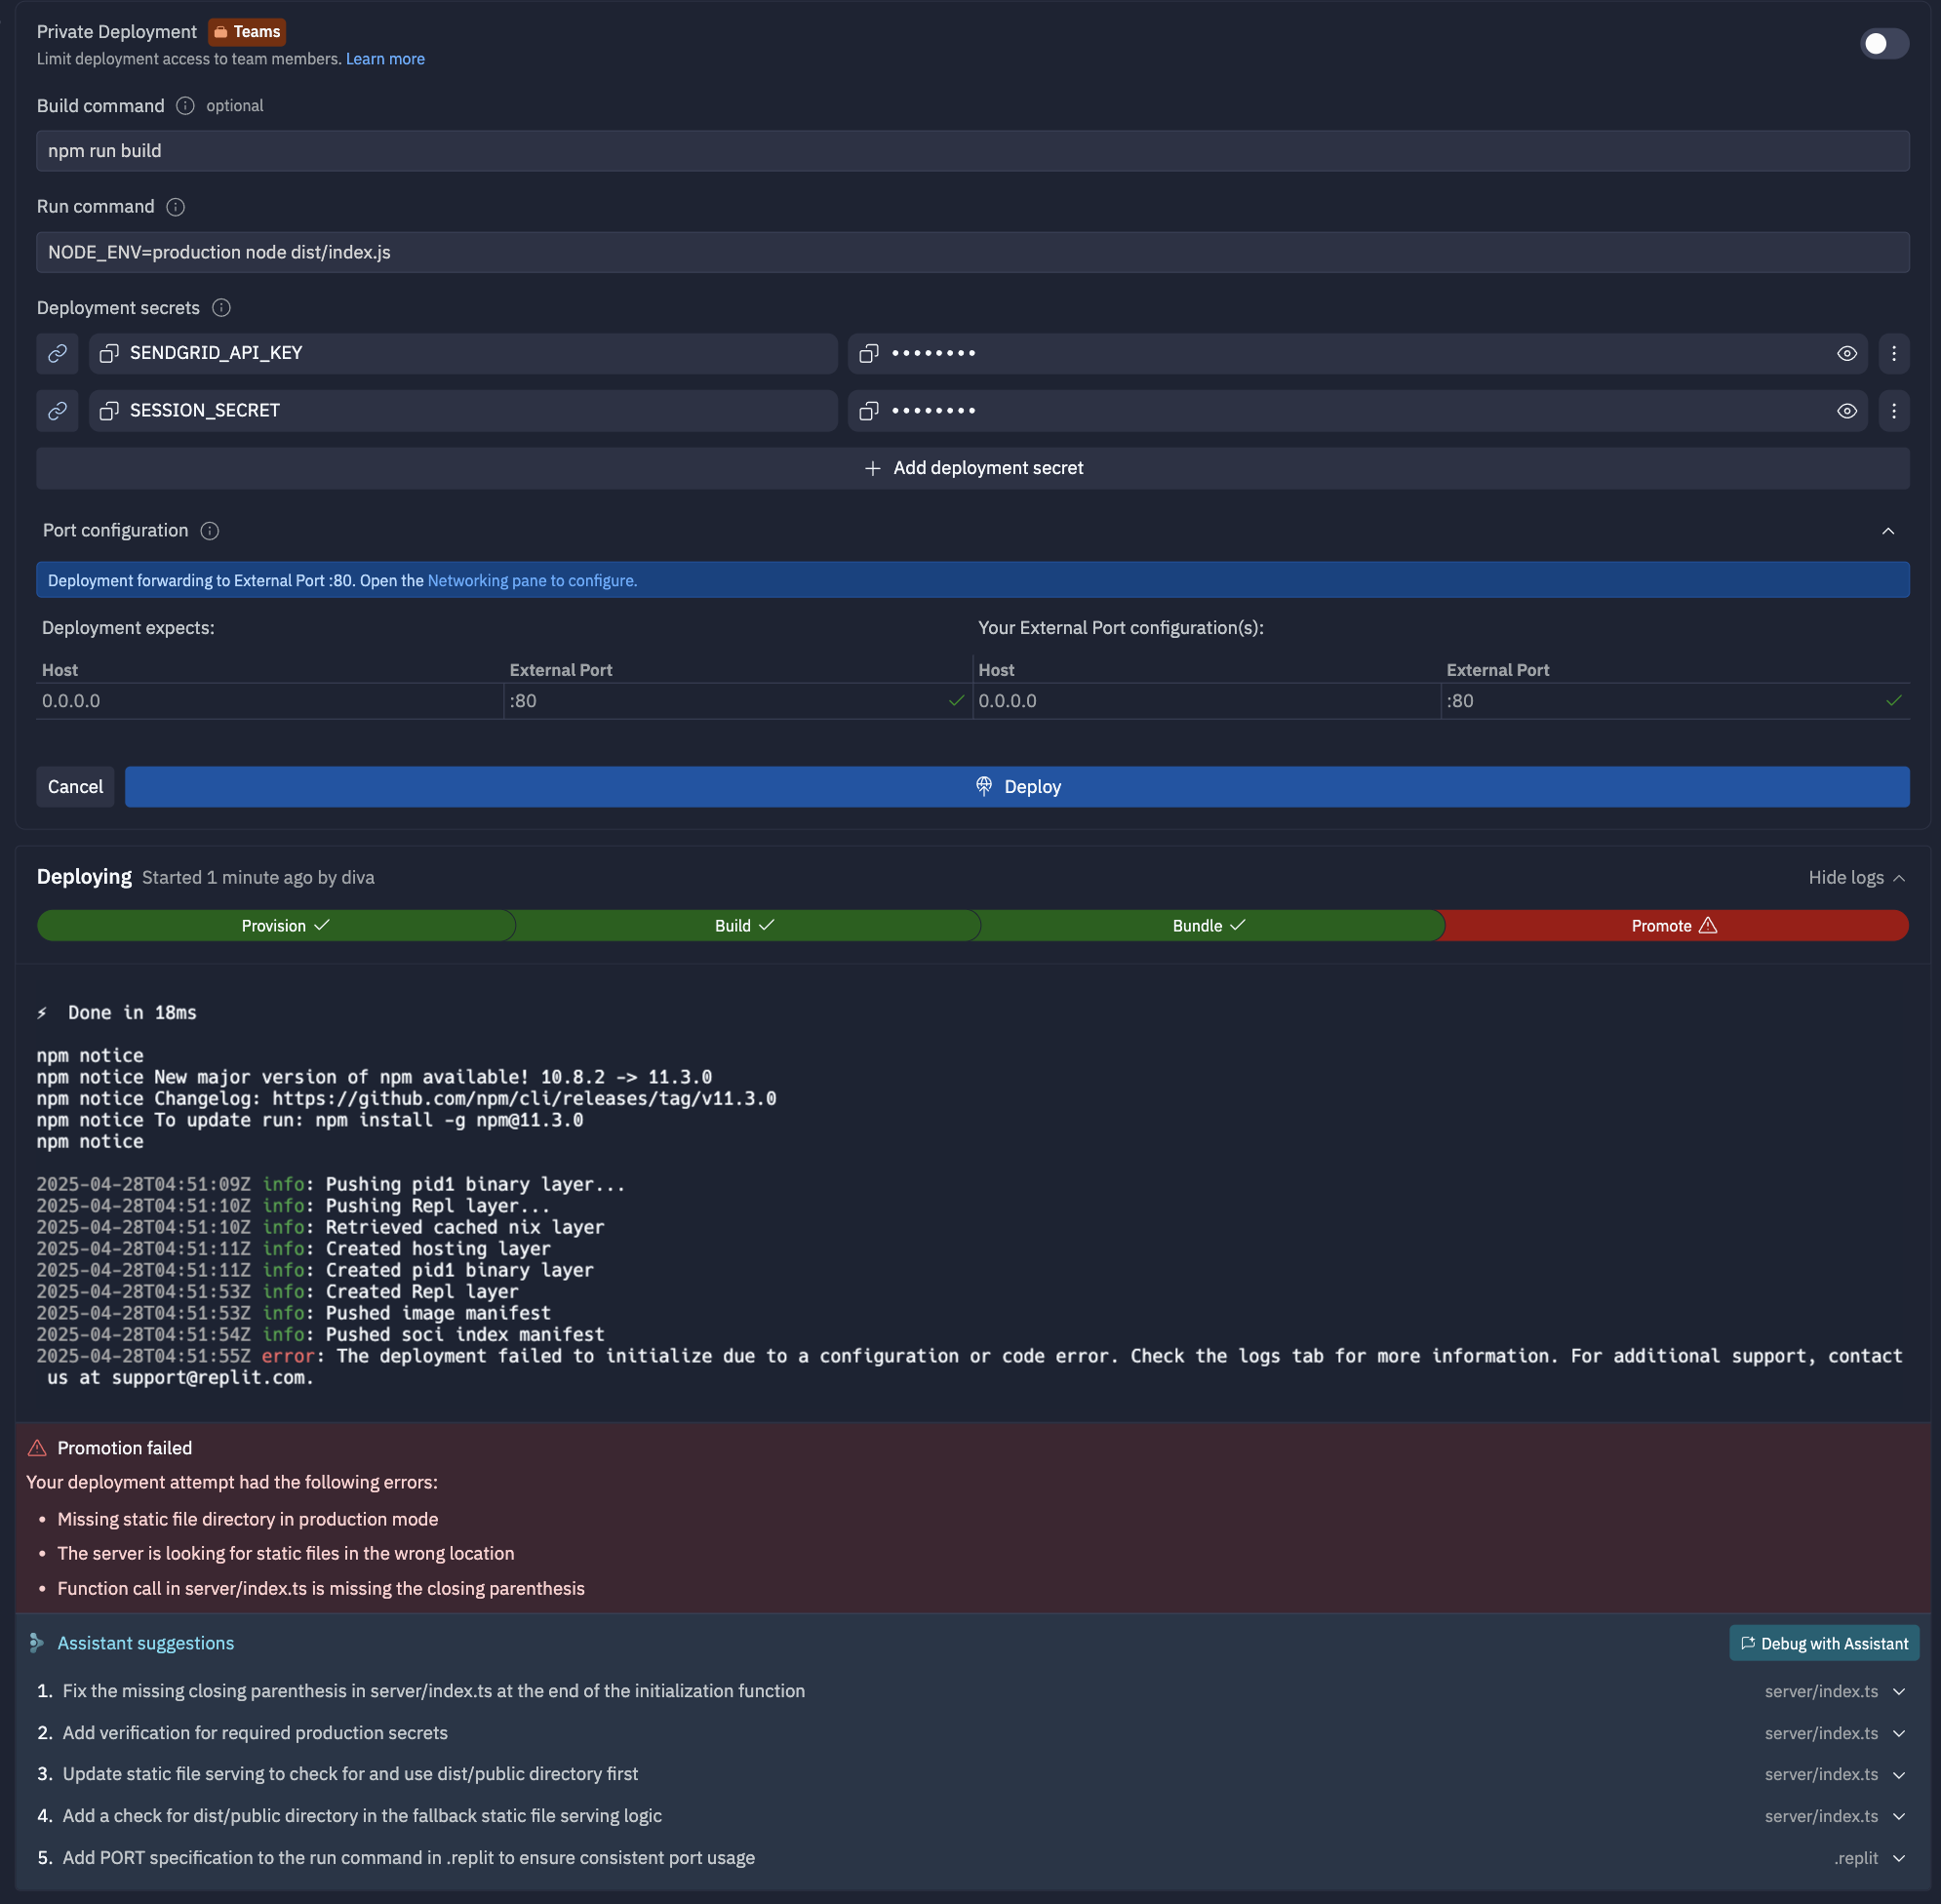 Private Deployment Teams
Limit deployment access to team members. Learn more
Build command optional
npm run build
Run command
NODE_ENV=production node dist/index.js
Deployment secrets
SENDGRID_API_KEY ••••••••
SESSION_SECRET ••••••••
+ Add deployment secret
Port configuration
Deployment forwarding to External Port :80. Open the Networking pane to configure.
Deployment expects: Your External Port configuration(s):
Host External Port Host External Port
0.0.0.0 :80 0.0.0.0 :80
Cancel Deploy
Deploying Started 1 minute ago by diva Hide logs
Provision Build Bundle Promote
⚡ Done in 18ms
npm notice
npm notice New major version of npm available! 10.8.2 -> 11.3.0
npm notice Changelog: https://github.com/npm/cli/releases/tag/v11.3.0
npm notice To update run: npm install -g npm@11.3.0
npm notice
2025-04-28T04:51:09Z info: Pushing pid1 binary layer...
2025-04-28T04:51:10Z info: Pushing Repl layer...
2025-04-28T04:51:10Z info: Retrieved cached nix layer
2025-04-28T04:51:11Z info: Created hosting layer
2025-04-28T04:51:11Z info: Created pid1 binary layer
2025-04-28T04:51:53Z info: Created Repl layer
2025-04-28T04:51:53Z info: Pushed image manifest
2025-04-28T04:51:54Z info: Pushed soci index manifest
2025-04-28T04:51:55Z error: The deployment failed to initialize due to a configuration or code error. Check the logs tab for more information. For additional support, contact
us at support@replit.com.
Promotion failed
Your deployment attempt had the following errors:
• Missing static file directory in production mode
• The server is looking for static files in the wrong location
• Function call in server/index.ts is missing the closing parenthesis
Assistant suggestions Debug with Assistant
1. Fix the missing closing parenthesis in server/index.ts at the end of the initialization function server/index.ts
2. Add verification for required production secrets server/index.ts
3. Update static file serving to check for and use dist/public directory first server/index.ts
4. Add a check for dist/public directory in the fallback static file serving logic server/index.ts
5. Add PORT specification to the run command in .replit to ensure consistent port usage .replit